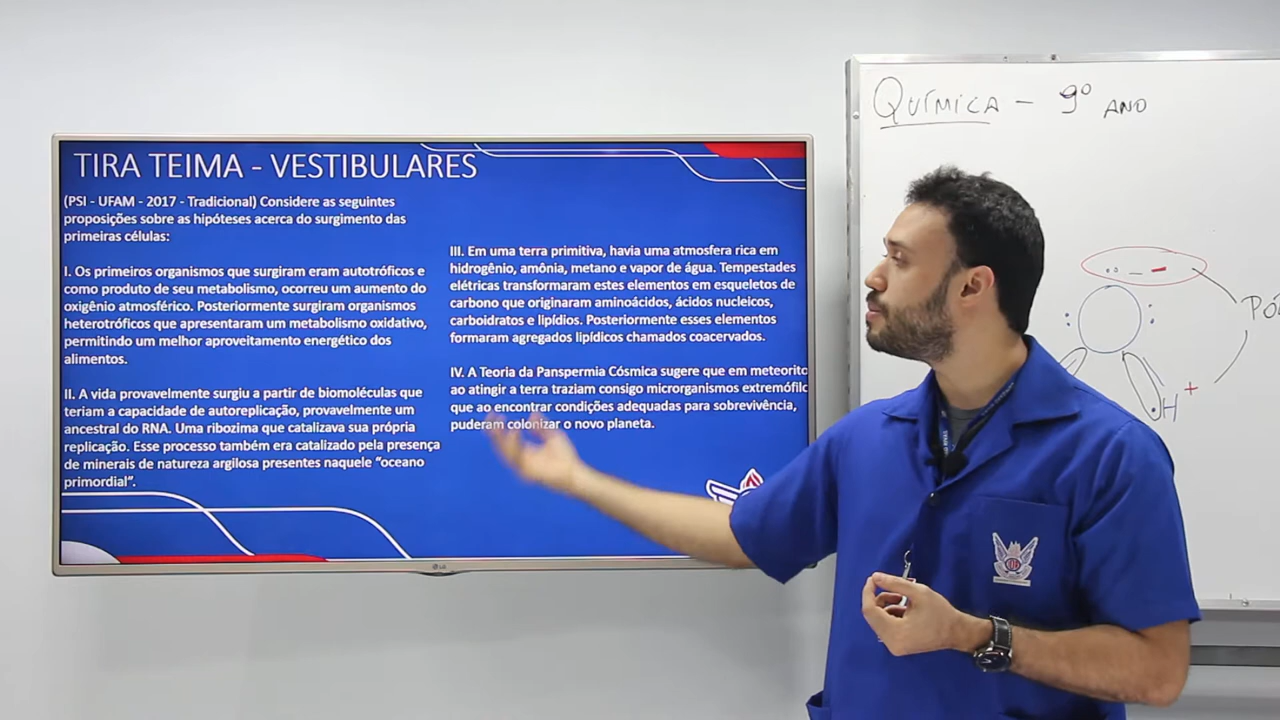 TIRA TEIMA - VESTIBULARES
(PSI - UFAM - 2017 - Tradicional) Considere as seguintes
proposições sobre as hipóteses acerca do surgimento das
primeiras células:
I. Os primeiros organismos que surgiram eram autotróficos e
como produto de seu metabolismo, ocorreu um aumento do
oxigênio atmosférico. Posteriormente surgiram organismos
heterotróficos que apresentaram um metabolismo oxidativo,
permitindo um melhor aproveitamento energético dos
alimentos.
II. A vida provavelmente surgiu a partir de biomoléculas que
teriam a capacidade de autoreplicação, provavelmente um
ancestral do RNA. Uma ribozima que catalizava sua própria
replicação. Esse processo também era catalizado pela presença
de minerais de natureza argilosa presentes naquele “oceano
primordial”.
III. Em uma terra primitiva, havia uma atmosfera rica em
hidrogênio, amônia, metano e vapor de água. Tempestades
elétricas transformaram estes elementos em esqueletos de
carbono que originaram aminoácidos, ácidos nucleicos,
carboidratos e lipídios. Posteriormente esses elementos
formaram agregados lipídicos chamados coacervados.
IV. A Teoria da Panspermia Cósmica sugere que em meteorito
ao atingir a terra traziam consigo microrganismos extremófilo
que ao encontrar condições adequadas para sobrevivência,
puderam colonizar o novo planeta.
LG
QUÍMICA - 9º ANO
PÓ
H +